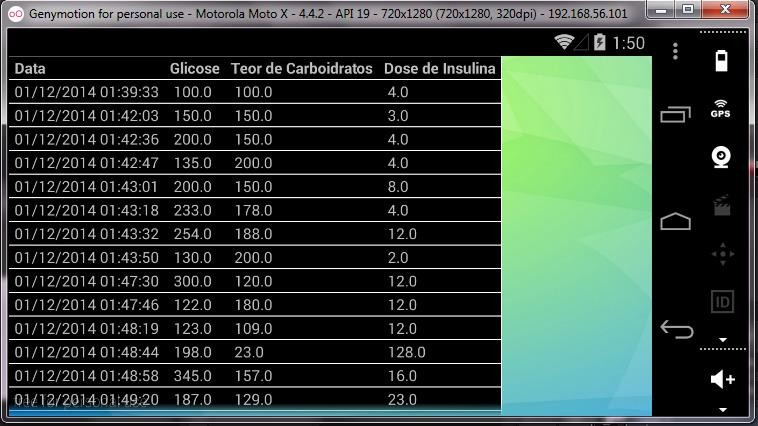 Genymotion for personal use - Motorola Moto X - 4.4.2 - API 19 - 720x1280 (720x1280, 320dpi) - 192.168.56.101
1:50
Data Glicose Teor de Carboidratos Dose de Insulina
01/12/2014 01:39:33 100.0 100.0 4.0
01/12/2014 01:42:03 150.0 150.0 3.0
01/12/2014 01:42:36 200.0 150.0 4.0
01/12/2014 01:42:47 135.0 200.0 4.0
01/12/2014 01:43:01 200.0 150.0 8.0
01/12/2014 01:43:18 233.0 178.0 4.0
01/12/2014 01:43:32 254.0 188.0 12.0
01/12/2014 01:43:50 130.0 200.0 2.0
01/12/2014 01:47:30 300.0 120.0 12.0
01/12/2014 01:47:46 122.0 180.0 12.0
01/12/2014 01:48:19 123.0 109.0 12.0
01/12/2014 01:48:44 198.0 23.0 128.0
01/12/2014 01:48:58 345.0 157.0 16.0
01/12/2014 01:49:20 187.0 129.0 23.0
for personal use
GPS
ID